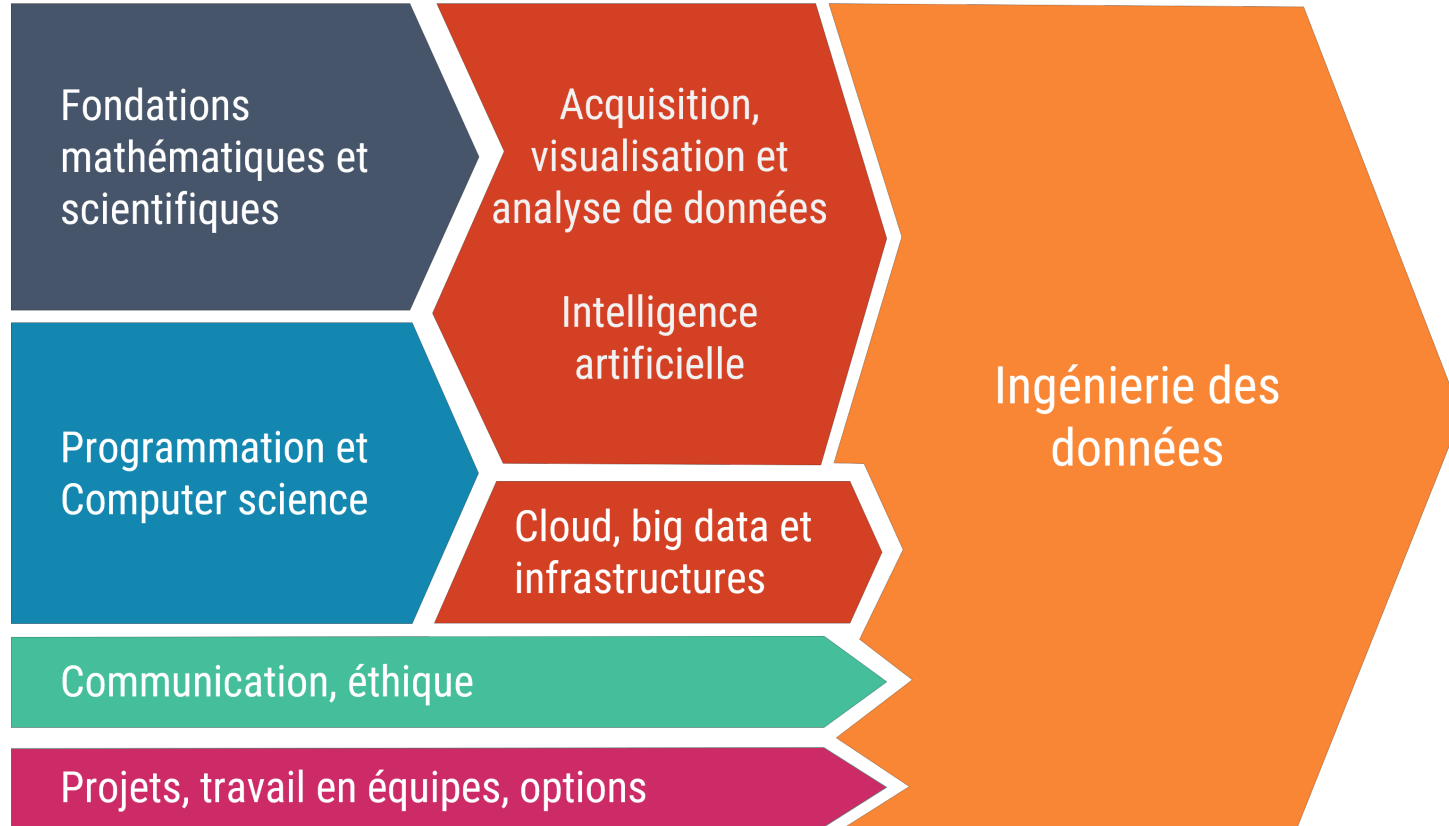 Fondations
mathématiques et
scientifiques
Programmation et
Computer science
Acquisition,
visualisation et
analyse de données
Intelligence
artificielle
Cloud, big data et
infrastructures
Communication, éthique
Projets, travail en équipes, options
Ingénierie des
données